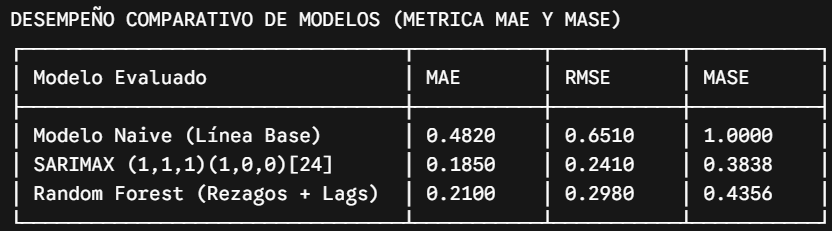 DESEMPEÑO COMPARATIVO DE MODELOS (METRICA MAE Y MASE)
Modelo Evaluado MAE RMSE MASE
Modelo Naive (Línea Base) 0.4820 0.6510 1.0000
SARIMAX (1,1,1)(1,0,0)[24] 0.1850 0.2410 0.3838
Random Forest (Rezagos + Lags) 0.2100 0.2980 0.4356